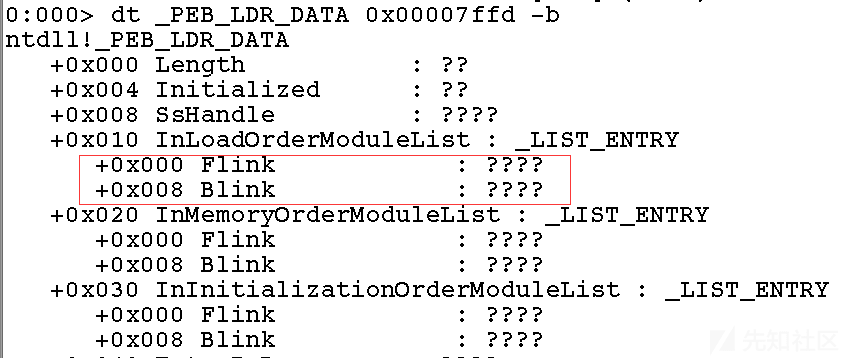 0:000> dt _PEB_LDR_DATA 0x00007ffd -b
ntdll!_PEB_LDR_DATA
   +0x000 Length           : ??
   +0x004 Initialized      : ??
   +0x008 SsHandle         : ????
   +0x010 InLoadOrderModuleList : _LIST_ENTRY
      +0x000 Flink            : ????
      +0x008 Blink            : ????
   +0x020 InMemoryOrderModuleList : _LIST_ENTRY
      +0x000 Flink            : ????
      +0x008 Blink            : ????
   +0x030 InInitializationOrderModuleList : _LIST_ENTRY
      +0x000 Flink            : ????
      +0x008 Blink            : ????
先知社区